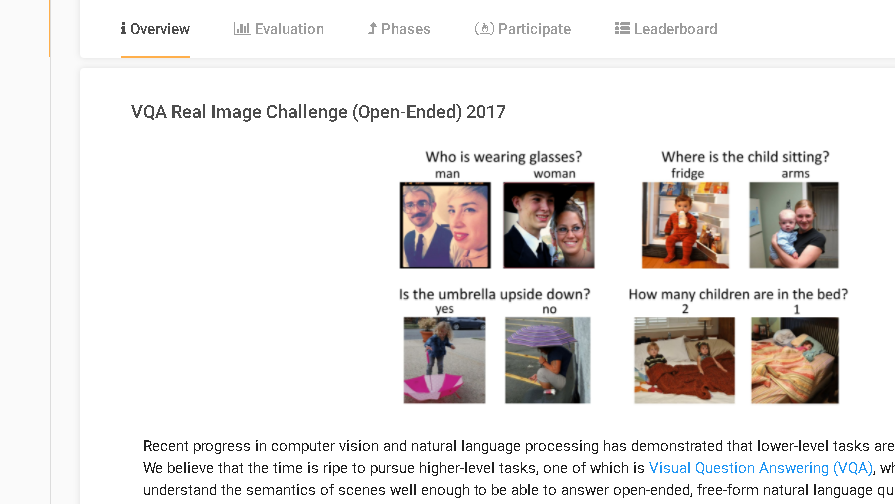 Overview Evaluation Phases Participate Leaderboard
VQA Real Image Challenge (Open-Ended) 2017
Who is wearing glasses? Where is the child sitting?
man woman fridge arms
Is the umbrella upside down? How many children are in the bed?
yes no 2 1
Recent progress in computer vision and natural language processing has demonstrated that lower-level tasks are
We believe that the time is ripe to pursue higher-level tasks, one of which is Visual Question Answering (VQA), wh
understand the semantics of scenes well enough to be able to answer open-ended, free-form natural language qu